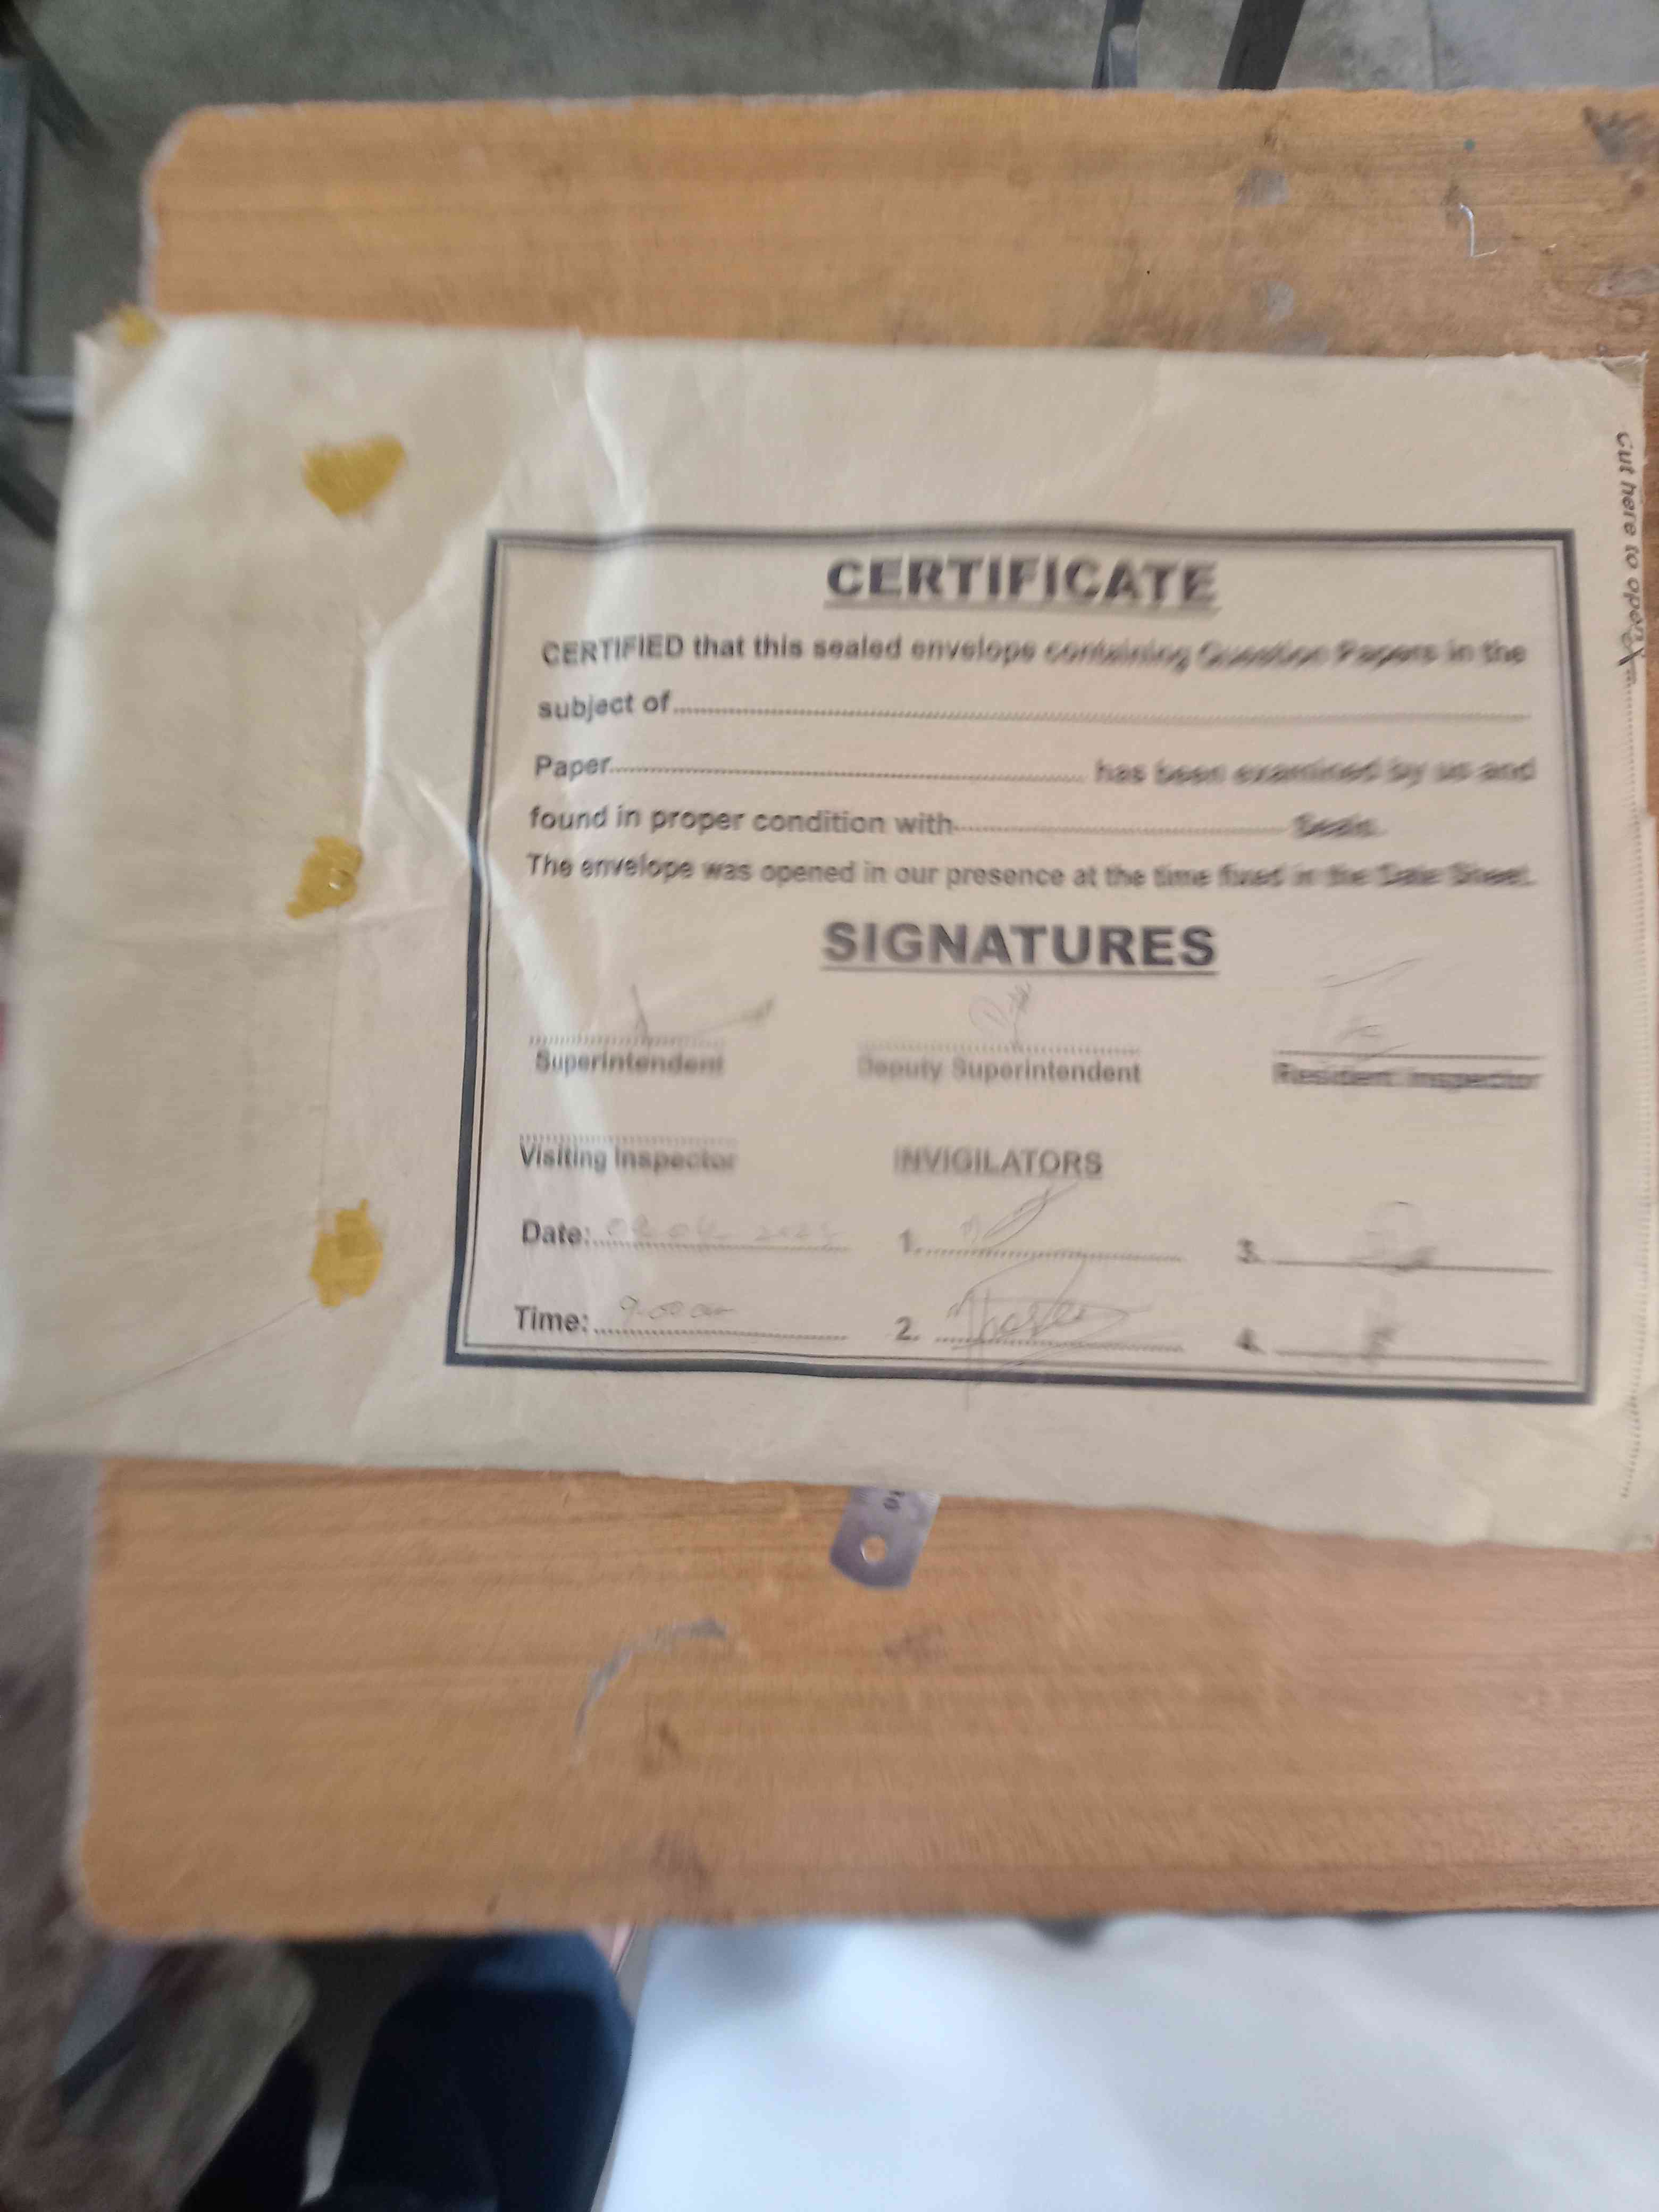 cut here to open
CERTIFICATE
CERTIFIED that this sealed envelope containing Question Papers in the
subject of
Paper has been examined by us and
found in proper condition with Seals.
The envelope was opened in our presence at the time fixed in the Date Sheet.
SIGNATURES
Superintendent Deputy Superintendent Resident Inspector
Visiting Inspector INVIGILATORS
Date: 1. 3.
Time: 9.00 2. 4.